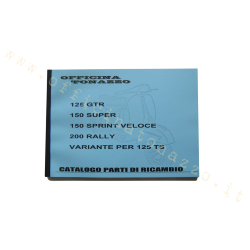 OFFICINA
TONAZZO
125 GTR
150 SUPER
150 SPRINT VELOCE
200 RALLY
VARIANTE PER 125 TS
CATALOGO PARTI DI RICAMBIO